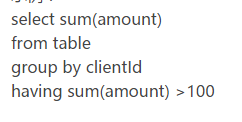 select sum(amount)
from table
group by clientId
having sum(amount) >100